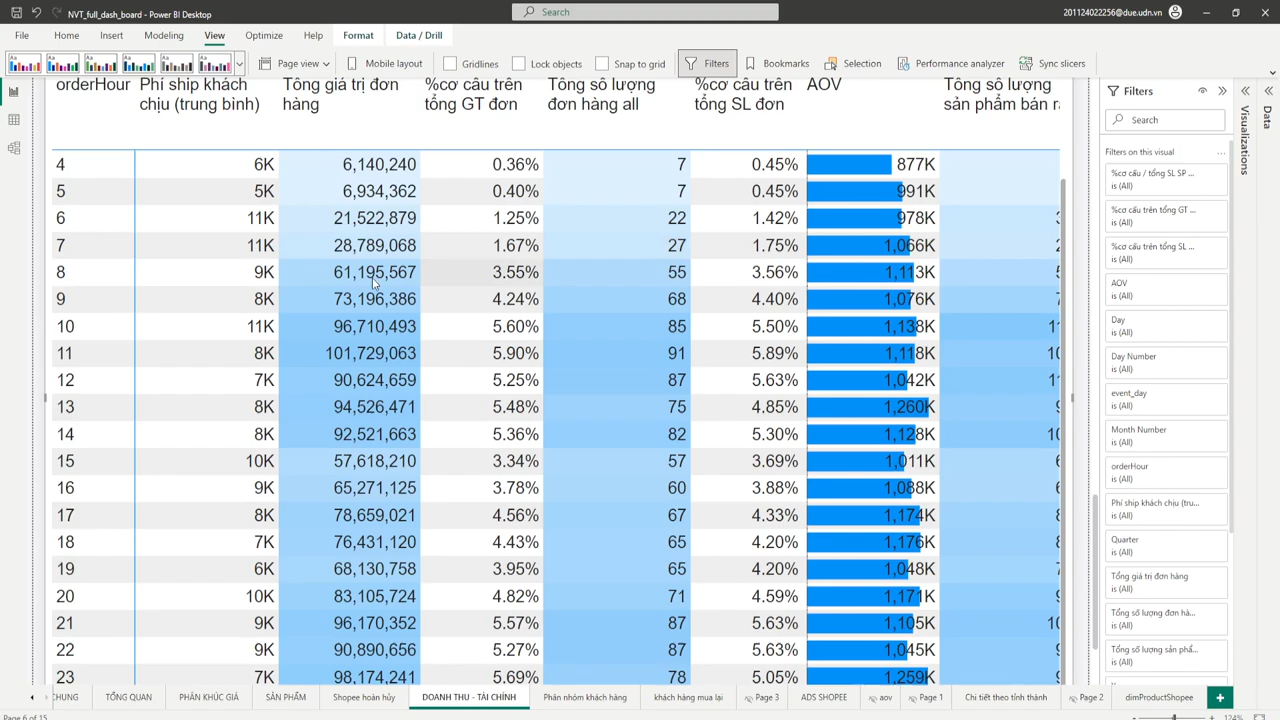 NVT_full_dash_board - Power BI Desktop
Search
201124022256@due.udn.vn
File Home Insert Modeling View Optimize Help Format Data / Drill
Aa Aa Aa Aa Aa Aa
Page view Mobile layout Gridlines Lock objects Snap to grid Filters Bookmarks Selection Performance analyzer Sync slicers
orderHour Phí ship khách Tổng giá trị đơn %cơ cấu trên Tổng số lượng %cơ cấu trên AOV Tổng số lượng
chịu (trung bình) hàng tổng GT đơn đơn hàng all tổng SL đơn sản phẩm bán
4 6K 6,140,240 0.36% 7 0.45% 877K
5 5K 6,934,362 0.40% 7 0.45% 991K
6 11K 21,522,879 1.25% 22 1.42% 978K
7 11K 28,789,068 1.67% 27 1.75% 1,066K
8 9K 61,195,567 3.55% 55 3.56% 1,113K
9 8K 73,196,386 4.24% 68 4.40% 1,076K
10 11K 96,710,493 5.60% 85 5.50% 1,138K
11 8K 101,729,063 5.90% 91 5.89% 1,118K
12 7K 90,624,659 5.25% 87 5.63% 1,042K
13 8K 94,526,471 5.48% 75 4.85% 1,260K
14 8K 92,521,663 5.36% 82 5.30% 1,128K
15 10K 57,618,210 3.34% 57 3.69% 1,011K
16 9K 65,271,125 3.78% 60 3.88% 1,088K
17 8K 78,659,021 4.56% 67 4.33% 1,174K
18 7K 76,431,120 4.43% 65 4.20% 1,176K
19 6K 68,130,758 3.95% 65 4.20% 1,048K
20 10K 83,105,724 4.82% 71 4.59% 1,171K
21 9K 96,170,352 5.57% 87 5.63% 1,105K
22 9K 90,890,656 5.27% 87 5.63% 1,045K
23 7K 98,174,241 5.69% 78 5.05% 1,259K
Filters
Search
Filters on this visual ...
%cơ cấu / tổng SL SP ...
is (All)
%cơ cấu trên tổng GT ...
is (All)
%cơ cấu trên tổng SL ...
is (All)
AOV
is (All)
Day
is (All)
Day Number
is (All)
event_day
is (All)
Month Number
is (All)
orderHour
is (All)
Phí ship khách chịu (tru...
is (All)
Quarter
is (All)
Tổng giá trị đơn hàng
is (All)
Tổng số lượng đơn hà...
is (All)
Tổng số lượng sản phẩ...
is (All)
Visualizations
Data
CHUNG TỔNG QUAN PHÂN KHÚC GIÁ SẢN PHẨM Shopee hoàn hủy DOANH THU - TÀI CHÍNH Phân nhóm khách hàng khách hàng mua lại Page 3 ADS SHOPEE aov Page 1 Chi tiết theo tỉnh thành Page 2 dimProductShopee
Page 6 of 15
124%